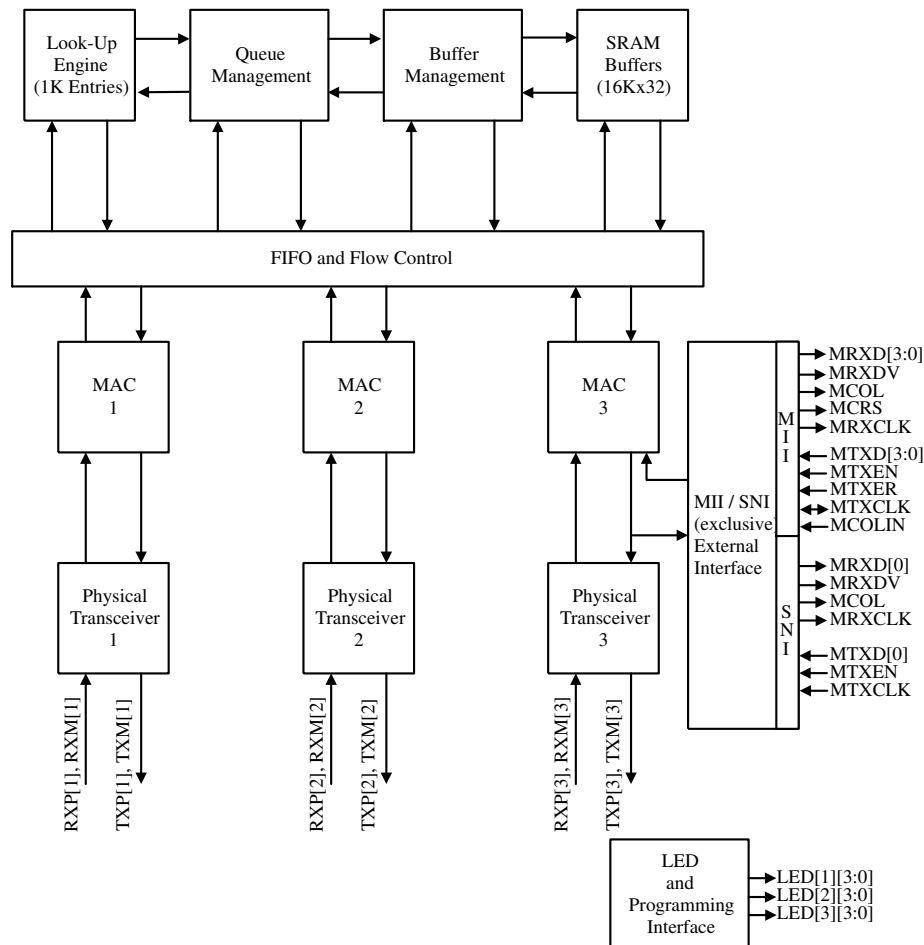 Look-Up
Engine
(1K Entries)
Queue
Management
Buffer
Management
SRAM
Buffers
(16Kx32)
FIFO and Flow Control
MAC
1
MAC
2
MAC
3
MII / SNI
(exclusive)
External
Interface
M
I
I
S
N
I
MRXD[3:0]
MRXDV
MCOL
MCRS
MRXCLK
MTXD[3:0]
MTXEN
MTXER
MTXCLK
MCOLIN
MRXD[0]
MRXDV
MCOL
MRXCLK
MTXD[0]
MTXEN
MTXCLK
Physical
Transceiver
1
Physical
Transceiver
2
Physical
Transceiver
3
RXP[1], RXM[1]
TXP[1], TXM[1]
RXP[2], RXM[2]
TXP[2], TXM[2]
RXP[3], RXM[3]
TXP[3], TXM[3]
LED
and
Programming
Interface
LED[1][3:0]
LED[2][3:0]
LED[3][3:0]